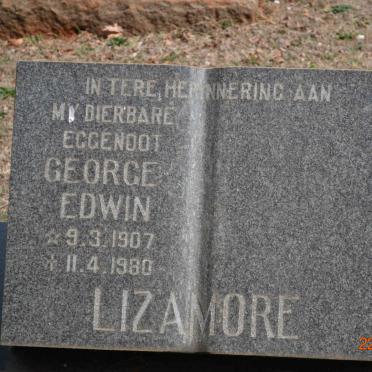 IN TERE HERINNERING AAN
MY DIERBARE
EGGENOOT
GEORGE
EDWIN
☆ 9.3.1907
† 11.4.1980
LIZAMORE